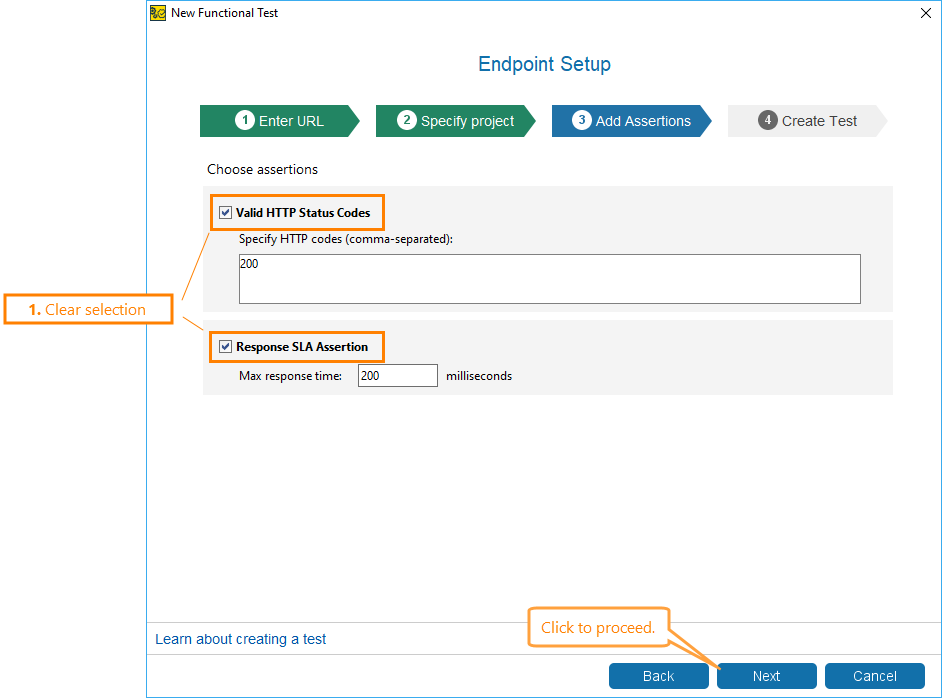 New Functional Test
Endpoint Setup
1 Enter URL
2 Specify project
3 Add Assertions
4 Create Test
Choose assertions
Valid HTTP Status Codes
Specify HTTP codes (comma-separated):
200
1. Clear selection
Response SLA Assertion
Max response time: 200 milliseconds
Click to proceed.
Learn about creating a test
Back
Next
Cancel